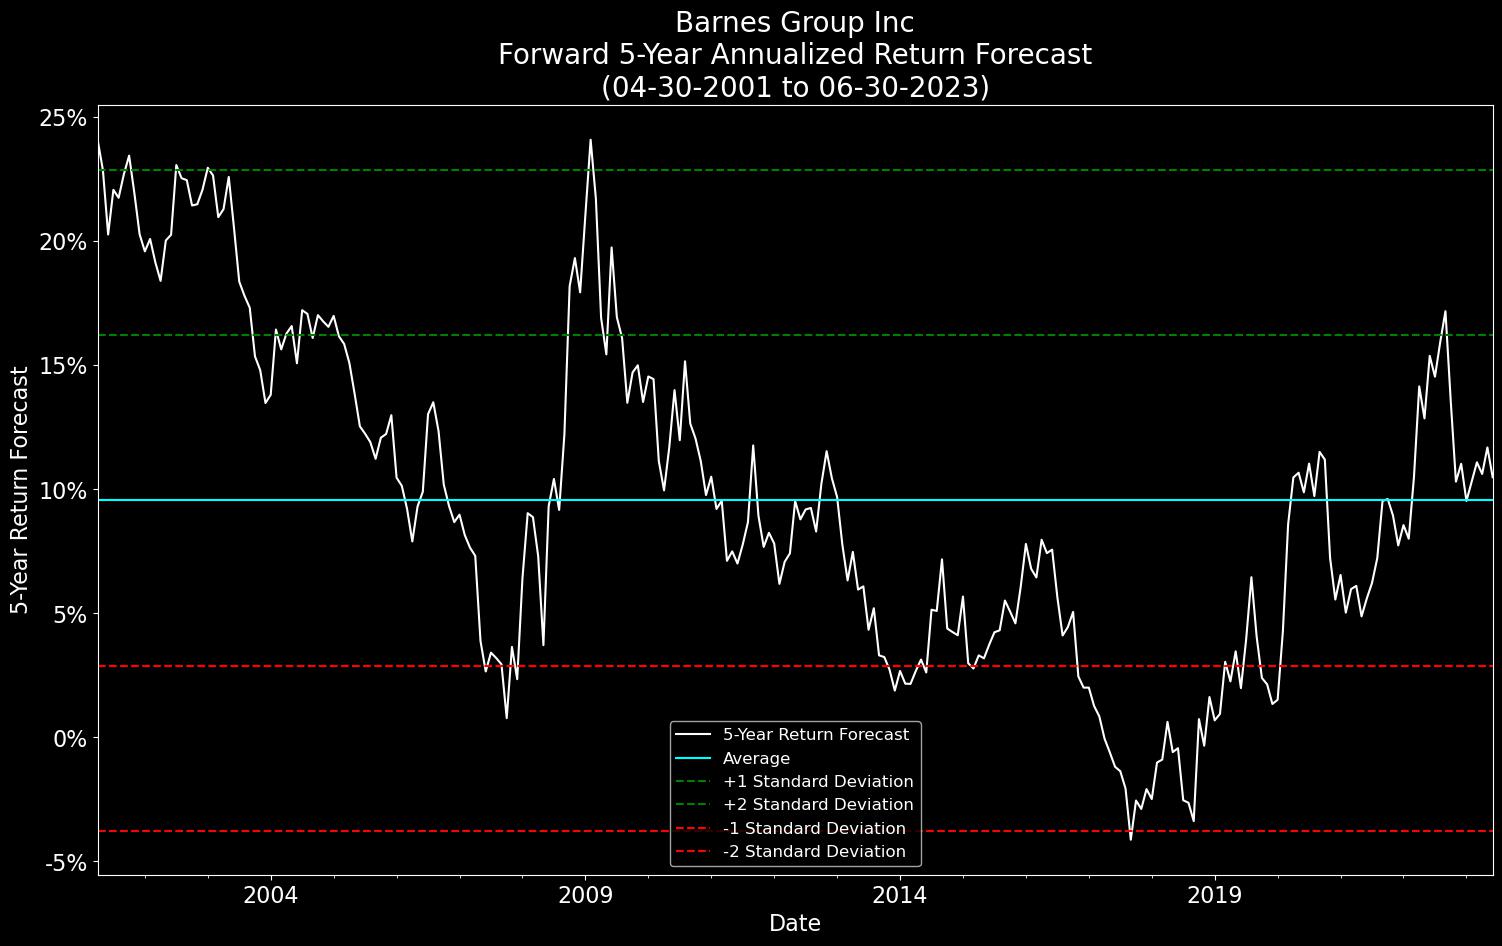 Barnes Group Inc
Forward 5-Year Annualized Return Forecast
(04-30-2001 to 06-30-2023)
25%
20%
15%
10%
5%
0%
-5%
5-Year Return Forecast
5-Year Return Forecast
Average
+1 Standard Deviation
+2 Standard Deviation
-1 Standard Deviation
-2 Standard Deviation
2004 2009 2014 2019
Date